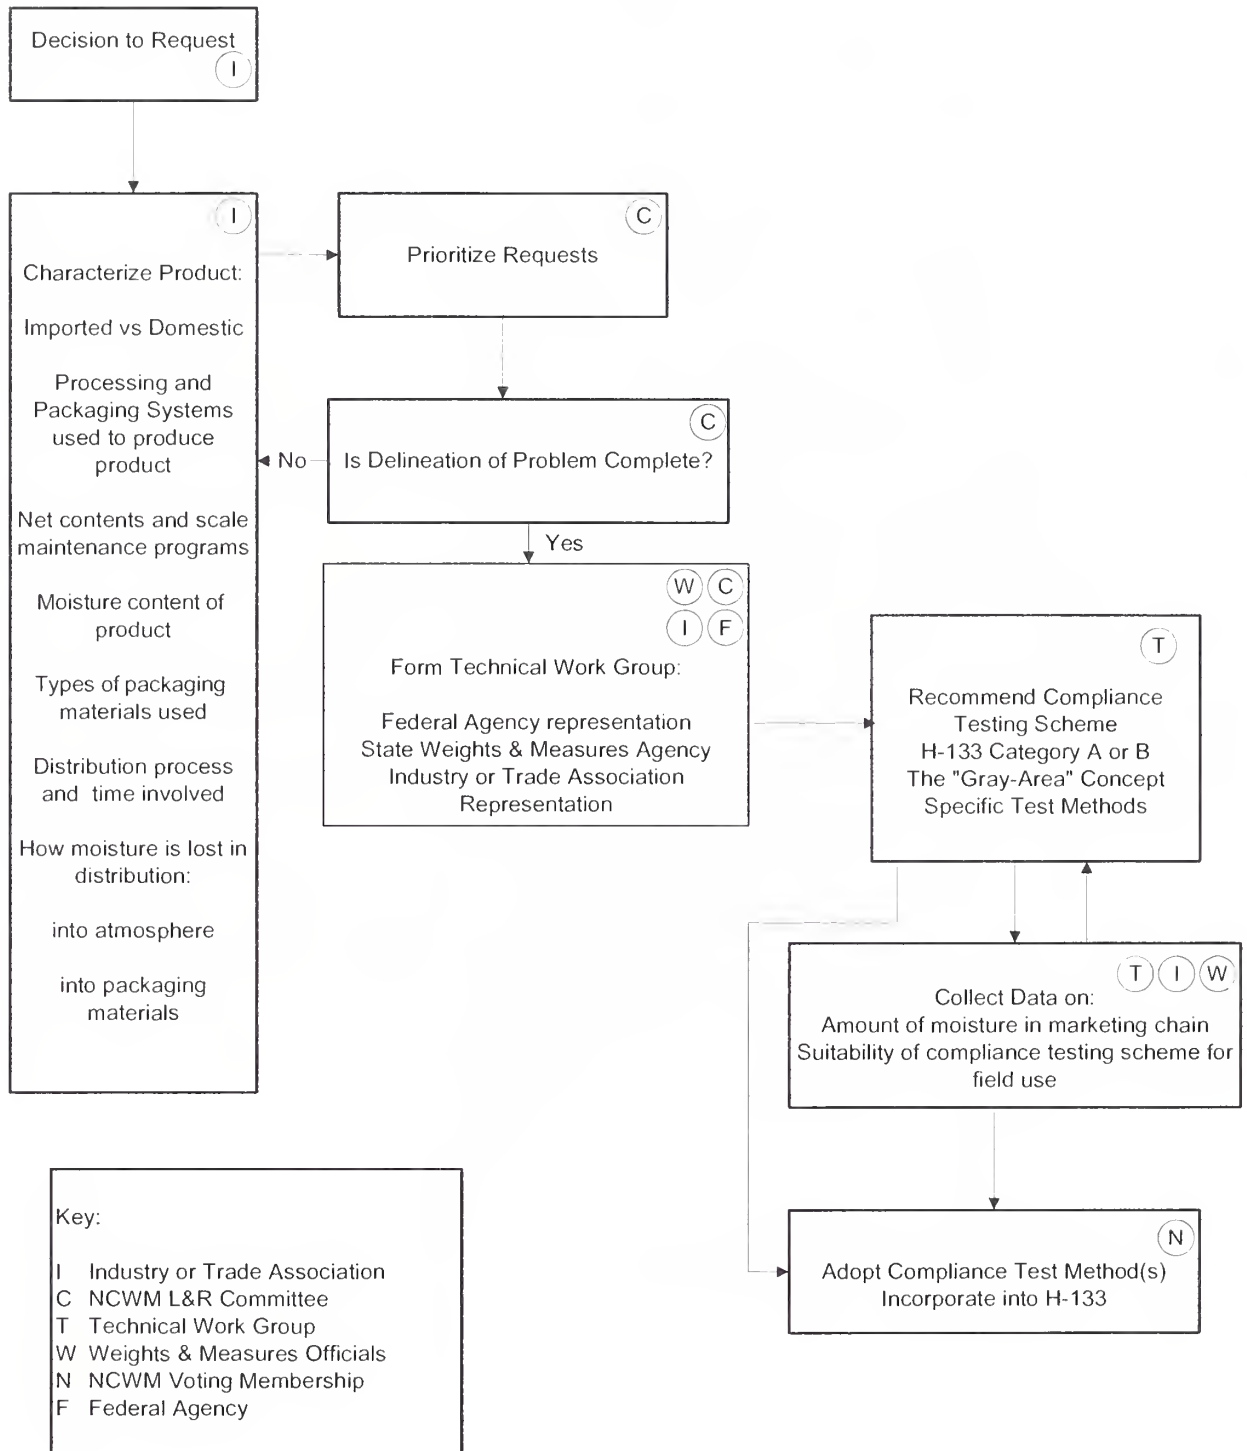 Decision to Request
I
I
Characterize Product:
Imported vs Domestic
Processing and
Packaging Systems
used to produce
product
Net contents and scale
maintenance programs
Moisture content of
product
Types of packaging
materials used
Distribution process
and time involved
How moisture is lost in
distribution:
into atmosphere
into packaging
materials
C
Prioritize Requests
C
Is Delineation of Problem Complete?
No
Yes
W C
I F
Form Technical Work Group:
Federal Agency representation
State Weights & Measures Agency
Industry or Trade Association
Representation
T
Recommend Compliance
Testing Scheme
H-133 Category A or B
The "Gray-Area" Concept
Specific Test Methods
T I W
Collect Data on:
Amount of moisture in marketing chain
Suitability of compliance testing scheme for
field use
N
Adopt Compliance Test Method(s)
Incorporate into H-133
Key:
I Industry or Trade Association
C NCWM L&R Committee
T Technical Work Group
W Weights & Measures Officials
N NCWM Voting Membership
F Federal Agency